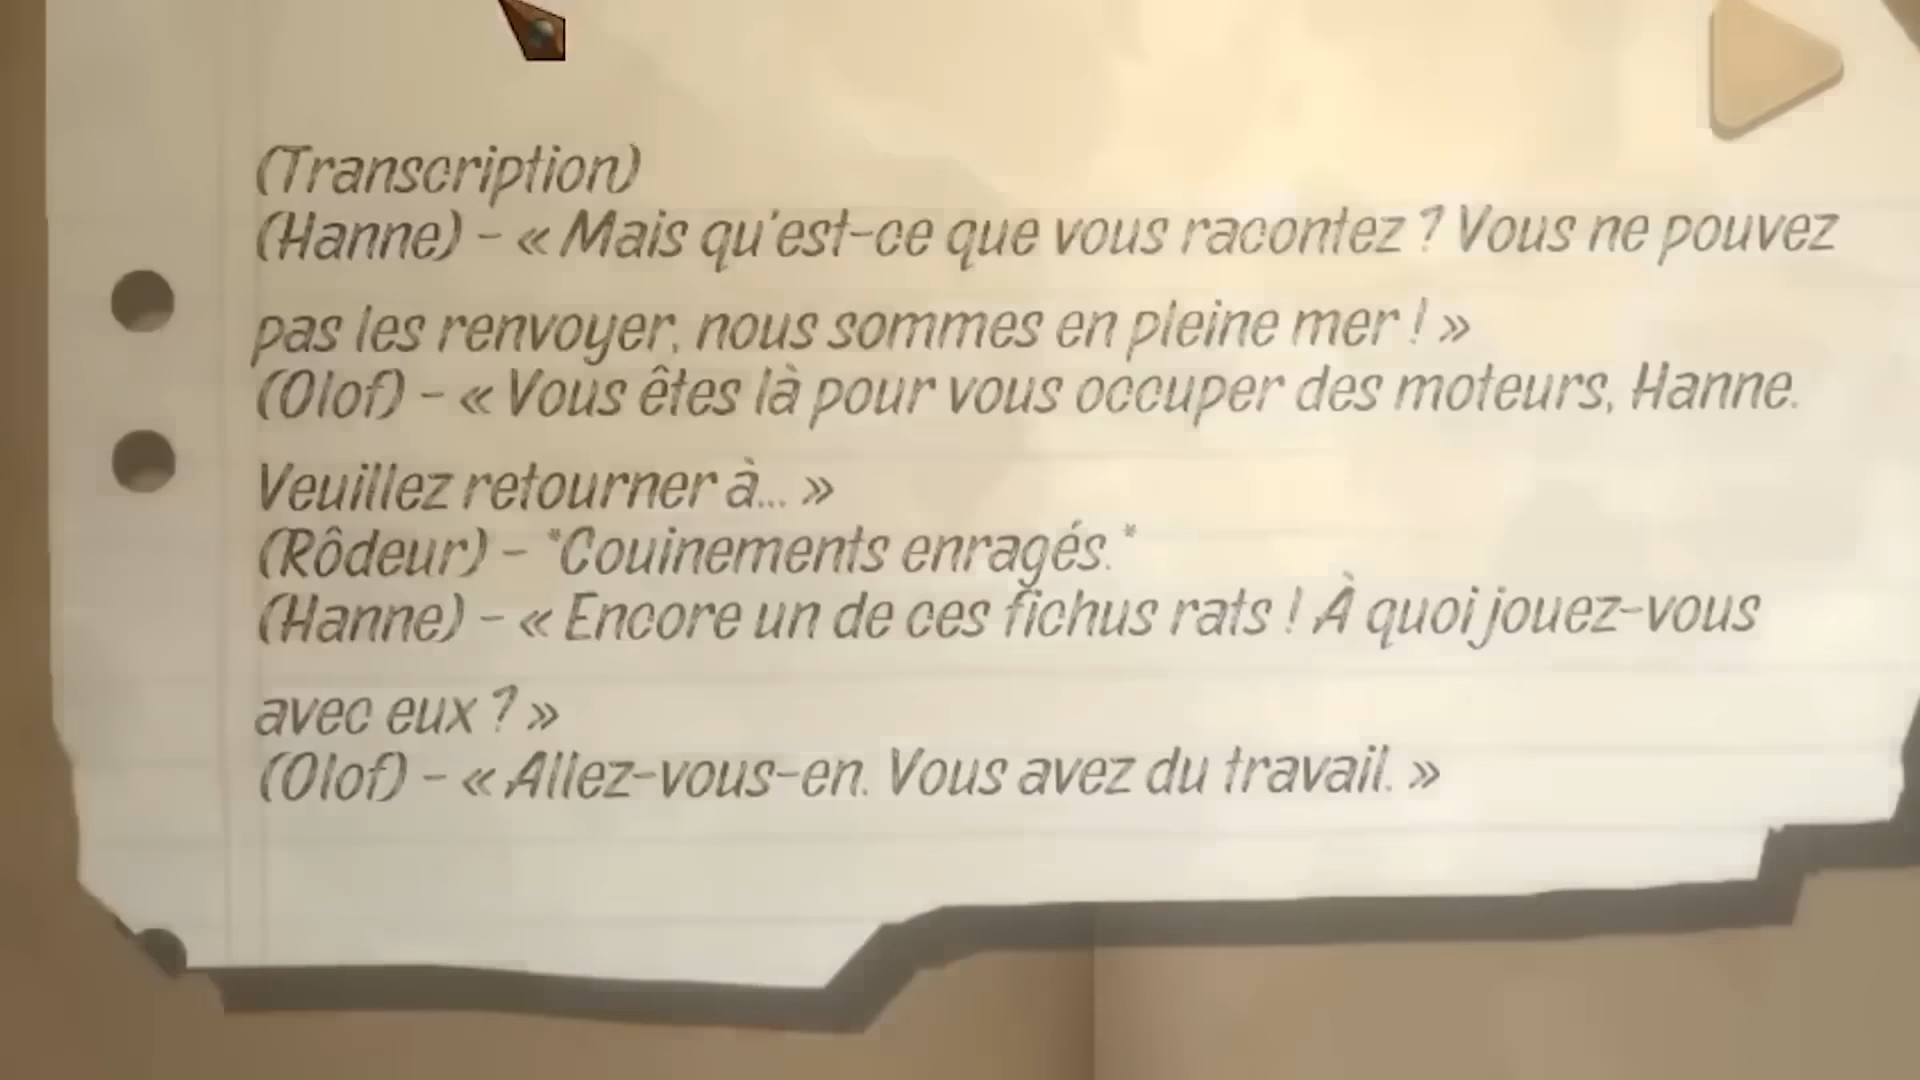 (Transcription)
(Hanne) - « Mais qu'est-ce que vous racontez ? Vous ne pouvez
pas les renvoyer, nous sommes en pleine mer ! »
(Olof) - « Vous êtes là pour vous occuper des moteurs, Hanne.
Veuillez retourner à... »
(Rôdeur) - *Couinements enragés.*
(Hanne) - « Encore un de ces fichus rats ! À quoi jouez-vous
avec eux ? »
(Olof) - « Allez-vous-en. Vous avez du travail. »